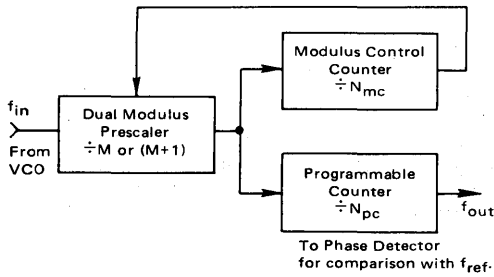 Modulus Control
Counter
÷N_mc
f_in
From
VCO
Dual Modulus
Prescaler
÷M or (M+1)
Programmable
Counter
÷N_pc
f_out
To Phase Detector
for comparison with f_ref.